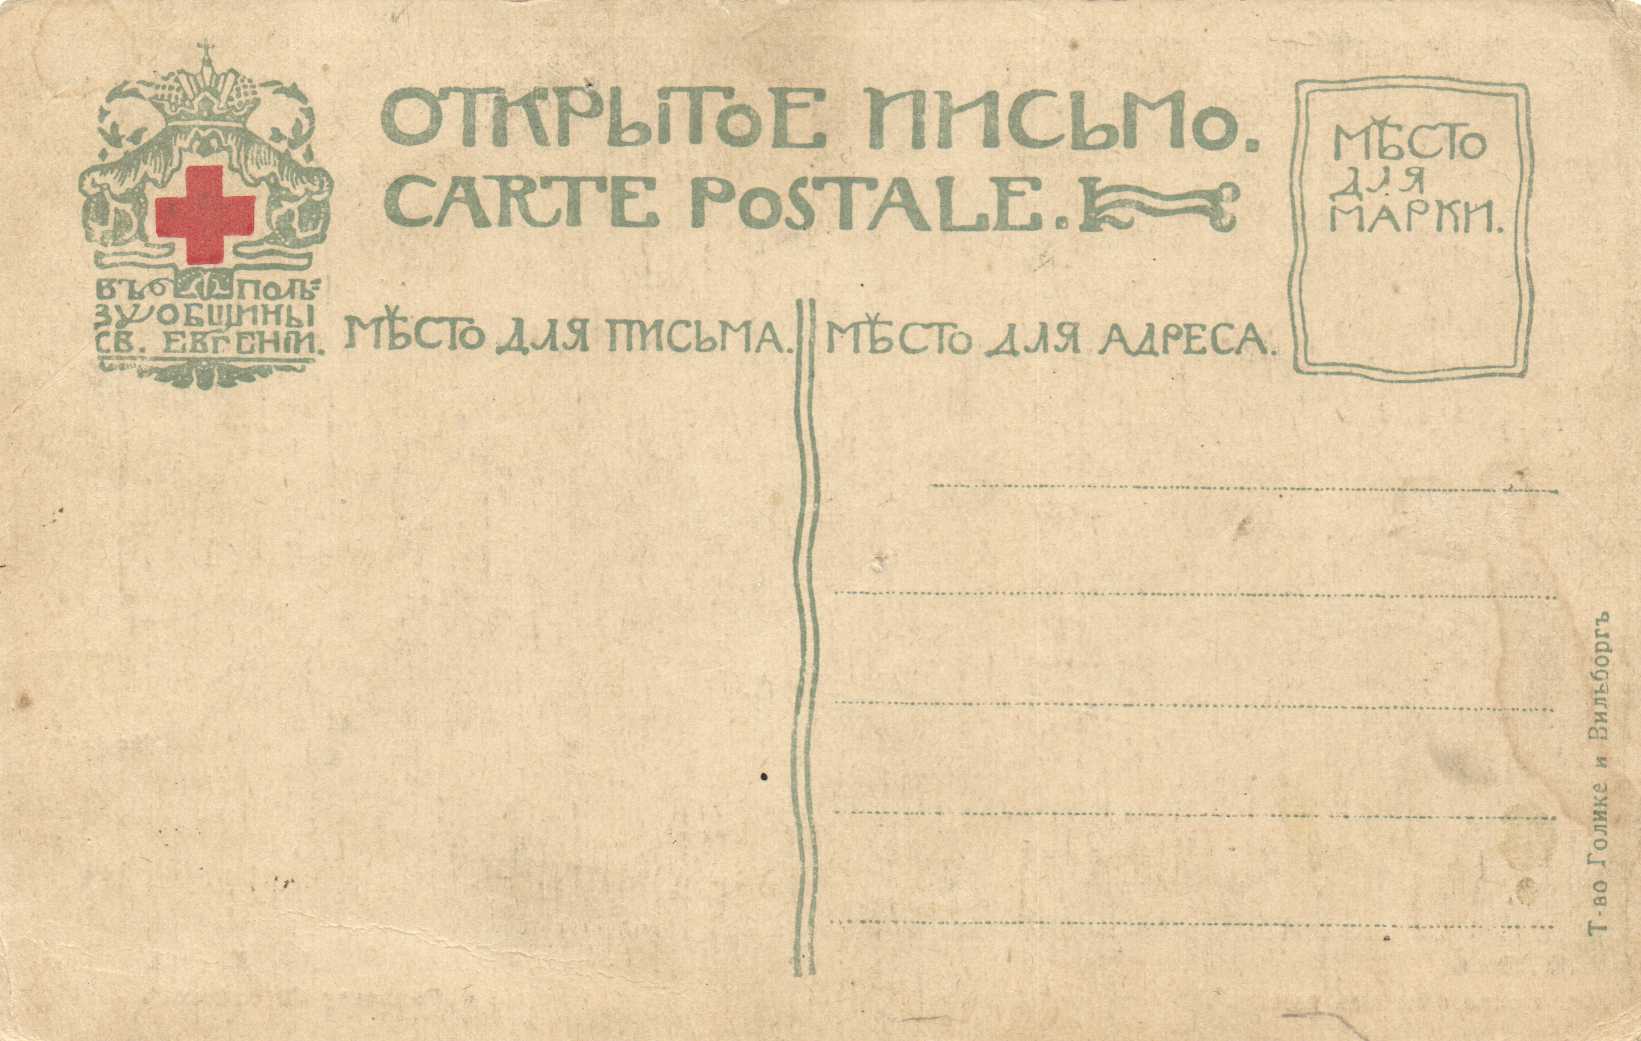 ОТКРЫТОЕ ПИСЬМО.
CARTE POSTALE.
МѢСТО
ДЛЯ
МАРКИ.
ВЪ ПОЛЬ=
ЗУ ОБЩИНЫ
СВ. ЕВГЕНІИ.
МѢСТО ДЛЯ ПИСЬМА.
МѢСТО ДЛЯ АДРЕСА.
Т-во Голике и Вильборгъ